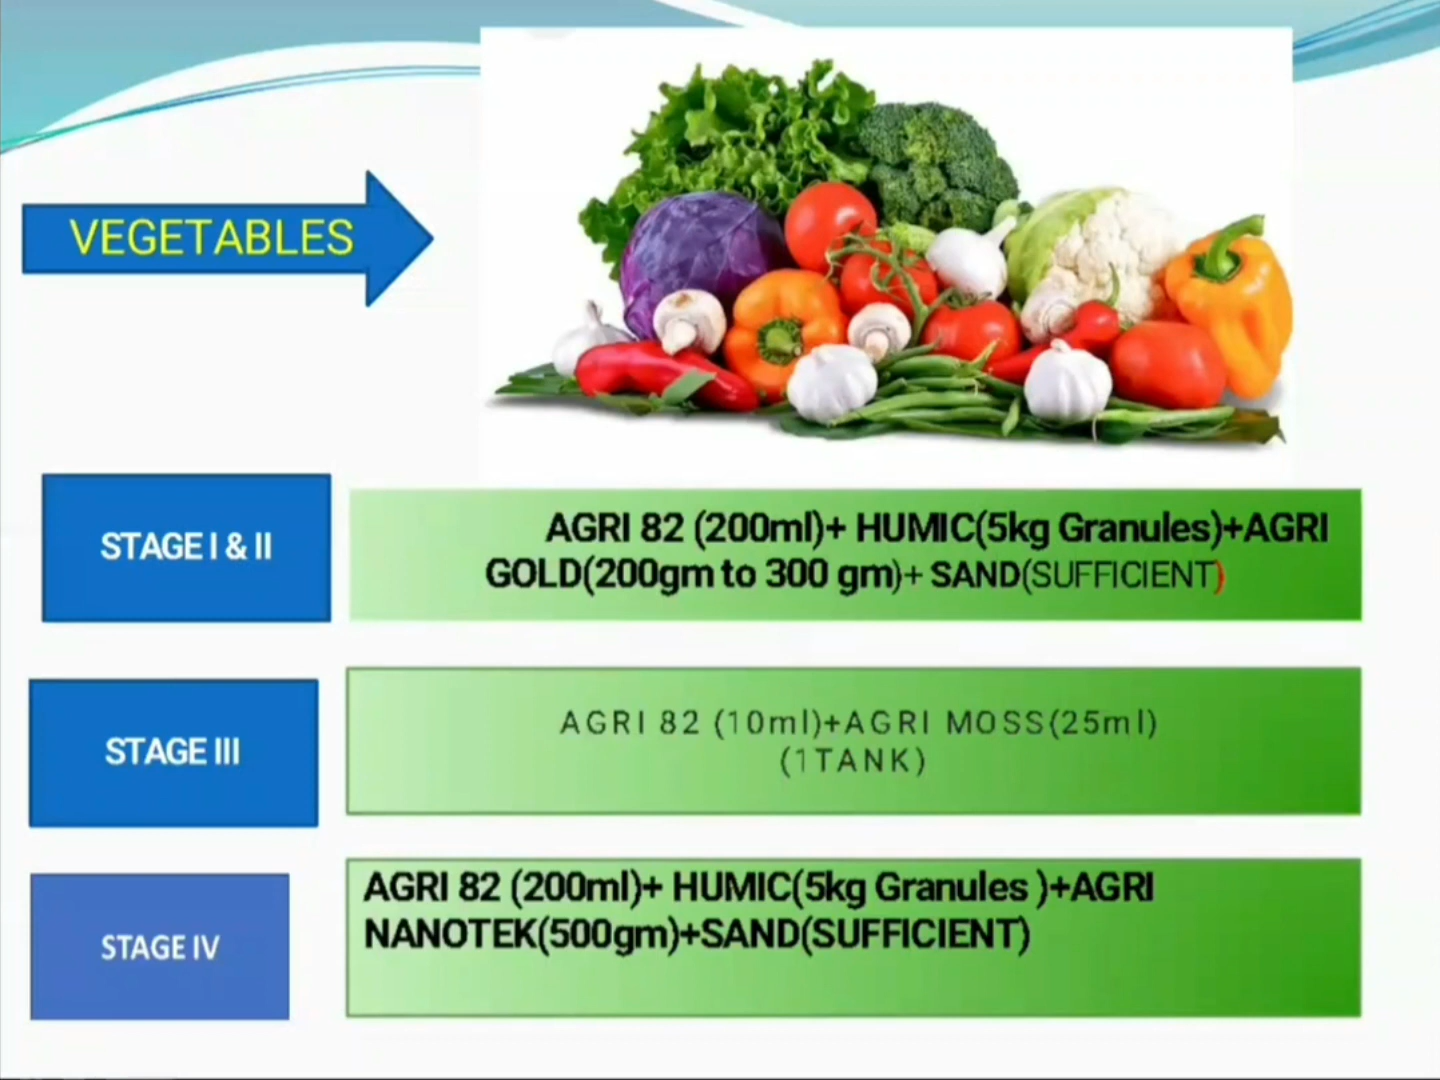 VEGETABLES
STAGE I & II
AGRI 82 (200ml)+ HUMIC(5kg Granules)+AGRI
GOLD(200gm to 300 gm)+ SAND(SUFFICIENT)
STAGE III
AGRI 82 (10ml)+AGRI MOSS(25ml)
(1TANK)
STAGE IV
AGRI 82 (200ml)+ HUMIC(5kg Granules )+AGRI
NANOTEK(500gm)+SAND(SUFFICIENT)